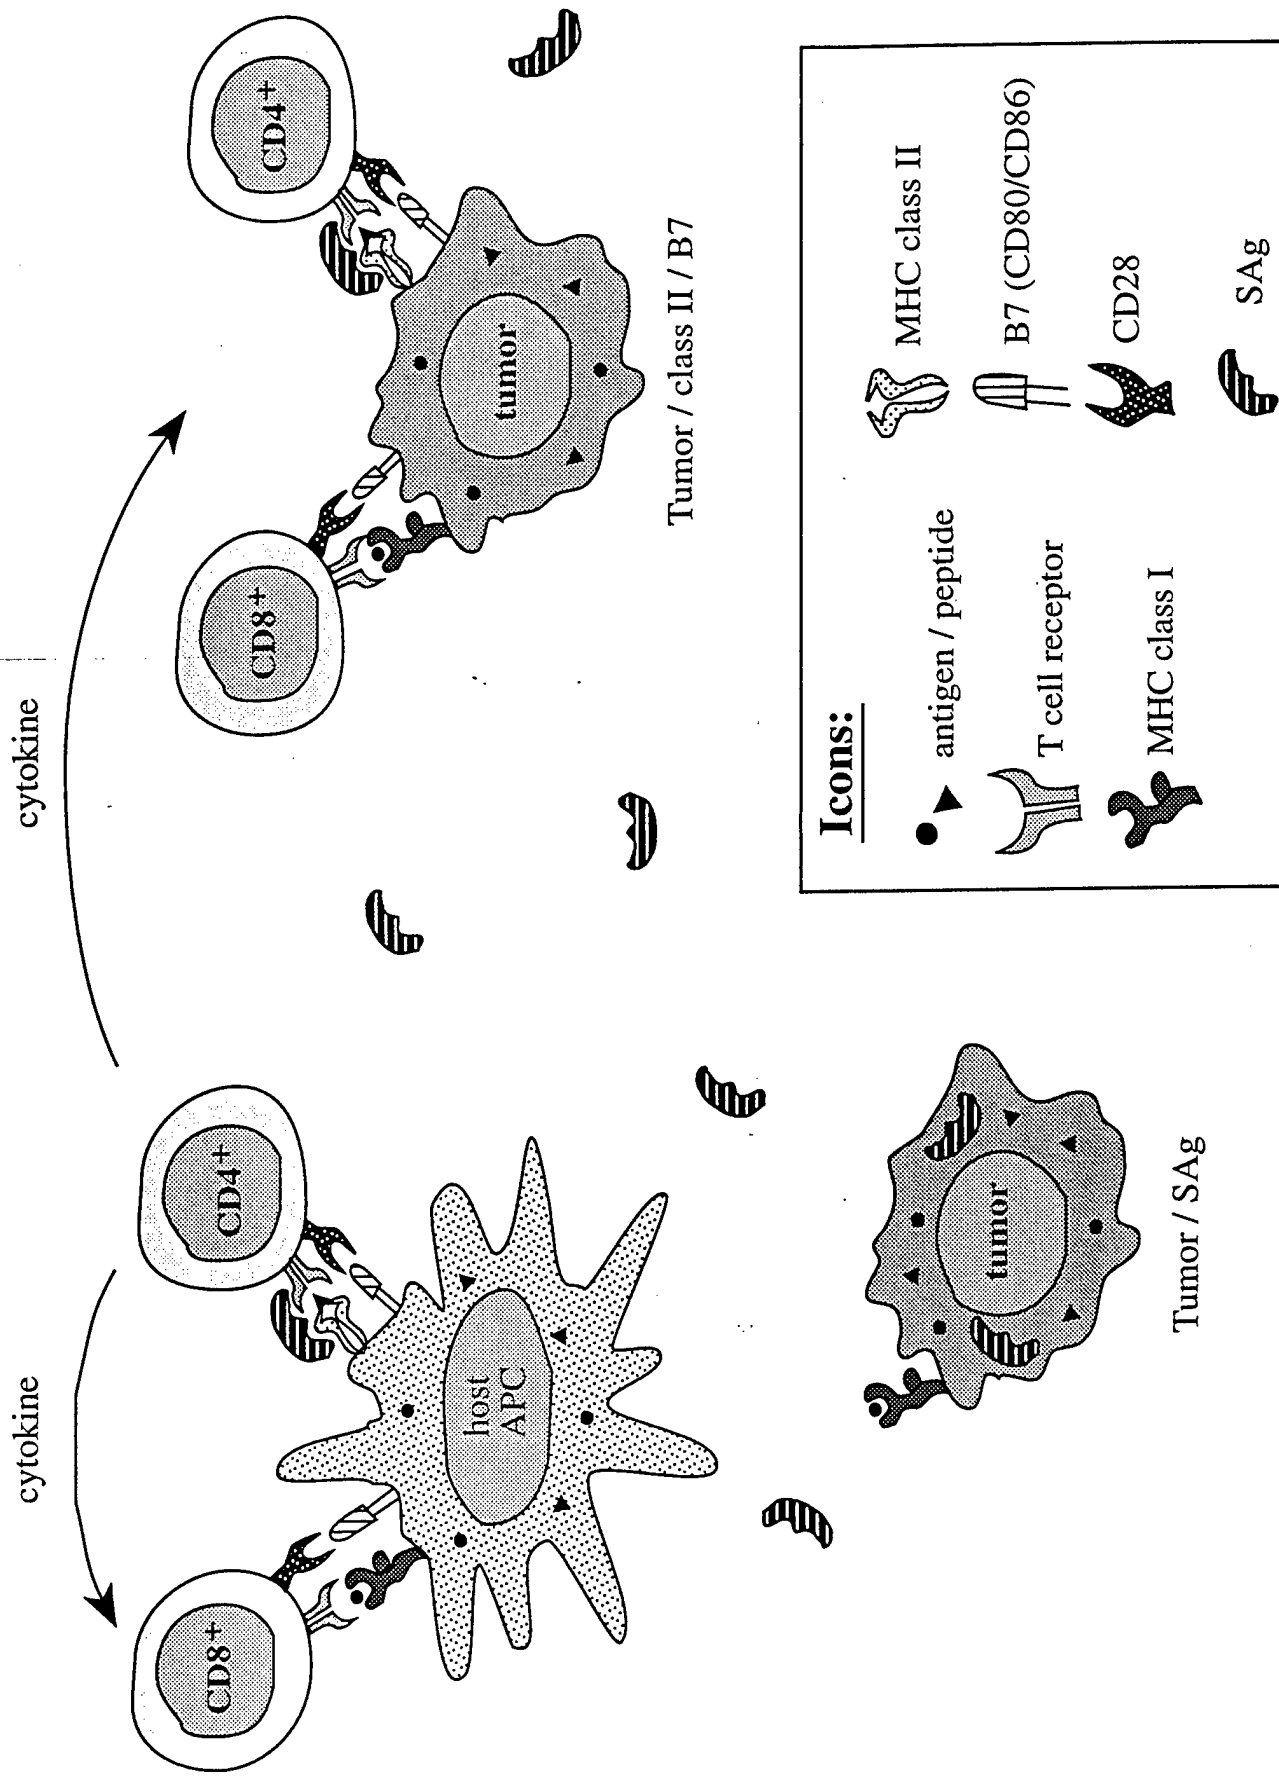 cytokine
cytokine
CD8+
CD4+
CD8+
CD4+
host
APC
tumor
Tumor / class II / B7
tumor
Tumor / SAg
Icons:
antigen / peptide
MHC class II
T cell receptor
B7 (CD80/CD86)
MHC class I
CD28
SAg